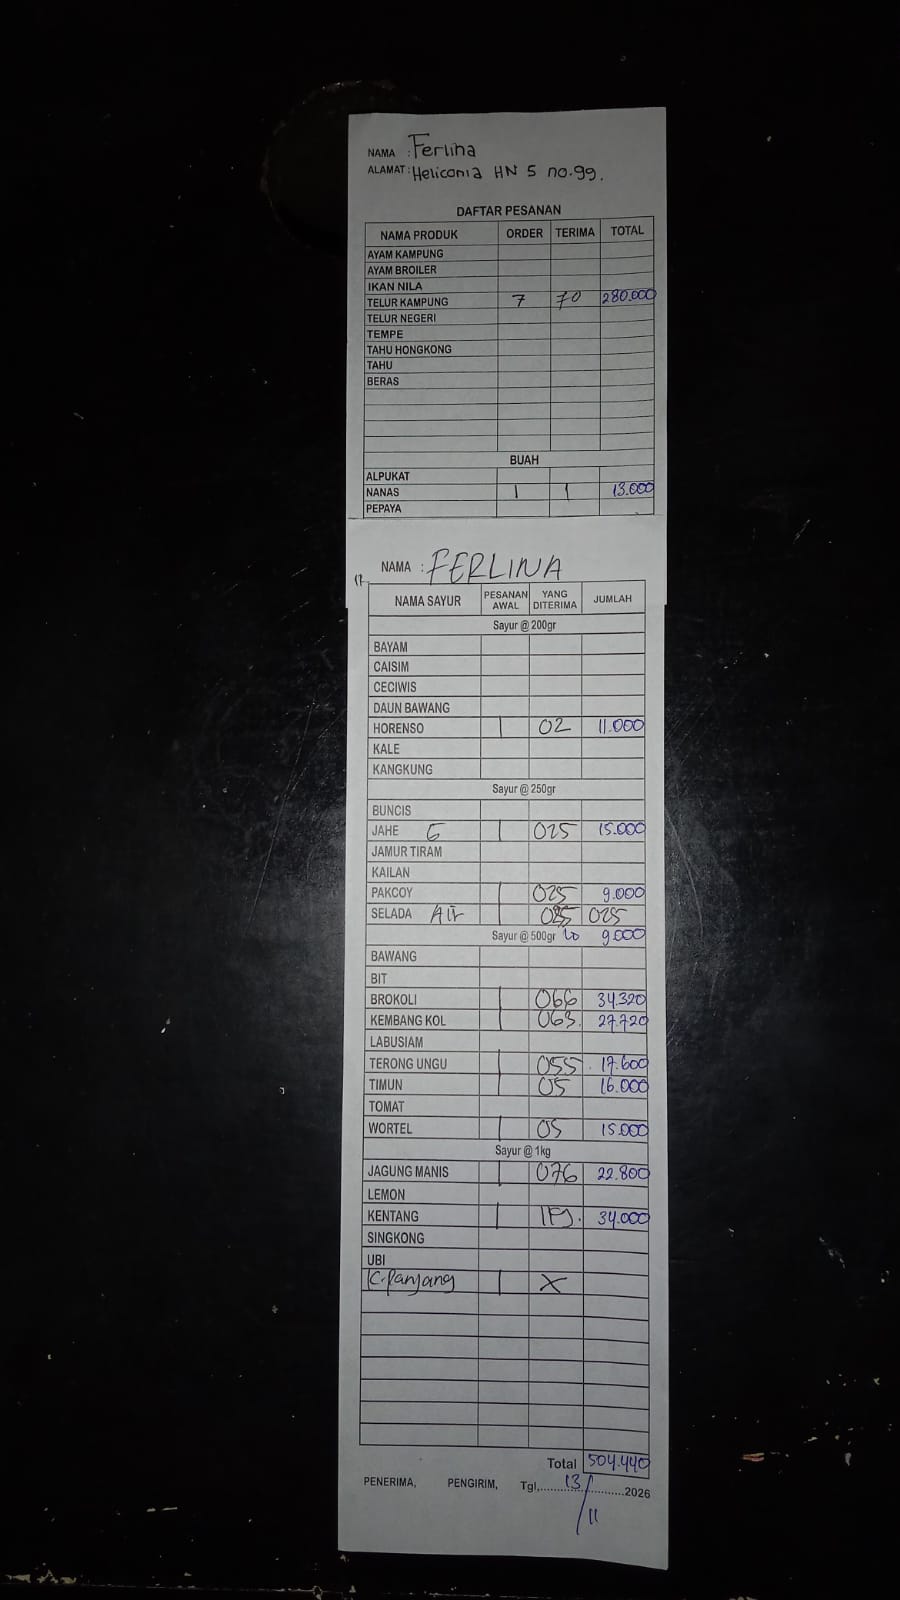 NAMA : Ferlina
ALAMAT : Heliconia HN 5 no.99.
DAFTAR PESANAN
NAMA PRODUK ORDER TERIMA TOTAL
AYAM KAMPUNG
AYAM BROILER
IKAN NILA
TELUR KAMPUNG 7 70 280.000
TELUR NEGERI
TEMPE
TAHU HONGKONG
TAHU
BERAS
BUAH
ALPUKAT
NANAS 1 1 13.000
PEPAYA
NAMA : FERLINA
17
NAMA SAYUR PESANAN AWAL YANG DITERIMA JUMLAH
Sayur @ 200gr
BAYAM
CAISIM
CECIWIS
DAUN BAWANG
HORENSO 1 02 11.000
KALE
KANGKUNG
Sayur @ 250gr
BUNCIS
JAHE G 1 025 15.000
JAMUR TIRAM
KAILAN
PAKCOY 1 025 9.000
SELADA Air 1 025 025
Sayur @ 500gr 9.000
BAWANG
BIT
BROKOLI 1 066 34.320
KEMBANG KOL 1 063. 27.720
LABUSIAM
TERONG UNGU 1 055 17.600
TIMUN 1 05 16.000
TOMAT
WORTEL 1 05 15.000
Sayur @ 1kg
JAGUNG MANIS 1 076 22.800
LEMON
KENTANG 1 34.000
SINGKONG
UBI
K.Panjang 1 X
Total 504.440
PENERIMA, PENGIRIM, Tgl,.....13/11.....2026